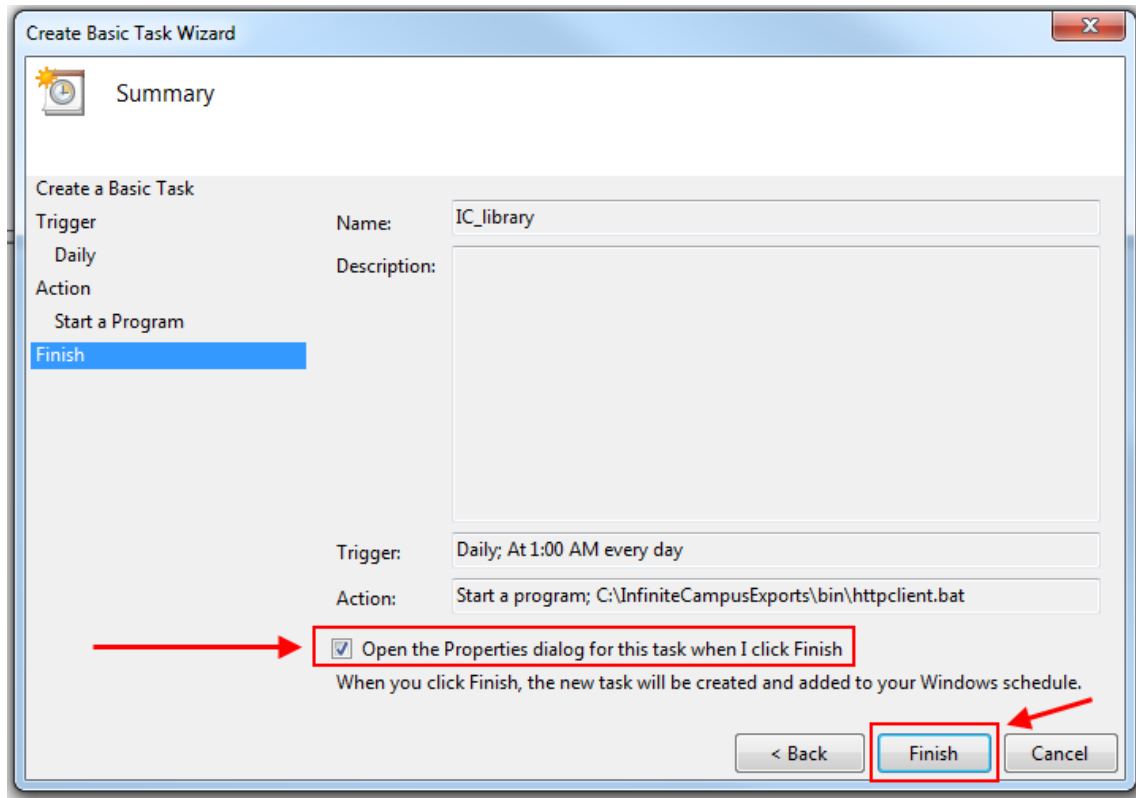 Create Basic Task Wizard
Summary
Create a Basic Task
Trigger
Daily
Action
Start a Program
Finish
Name:
IC_library
Description:
Trigger:
Daily; At 1:00 AM every day
Action:
Start a program; C:\InfiniteCampusExports\bin\httpclient.bat
Open the Properties dialog for this task when I click Finish
When you click Finish, the new task will be created and added to your Windows schedule.
< Back
Finish
Cancel